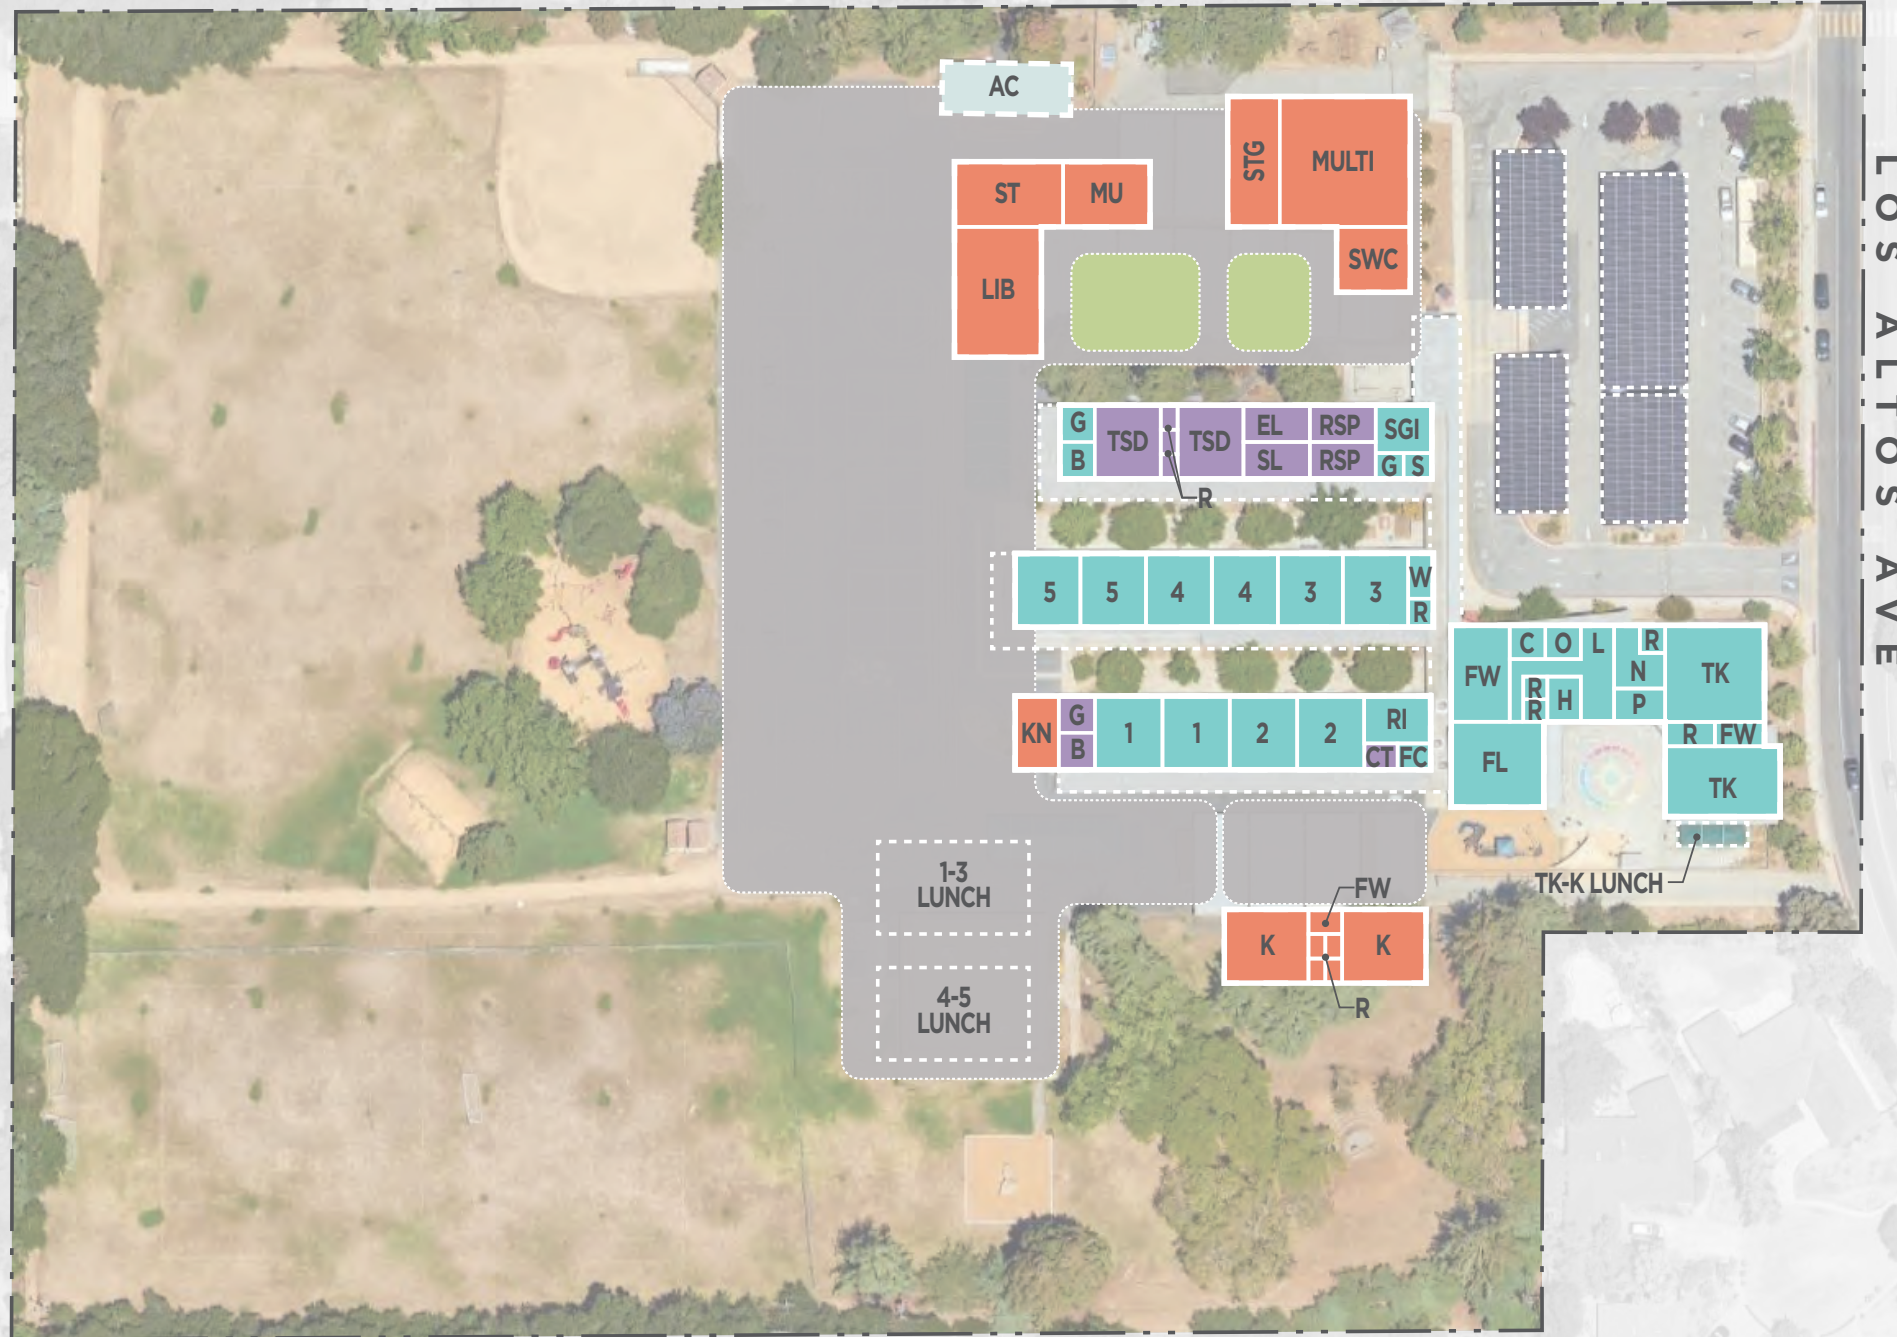 AC
STG
MULTI
ST
MU
SWC
LIB
LOS ALTOS AVE
G
TSD
TSD
EL
RSP
SGI
B
SL
RSP
G
S
R
5
5
4
4
3
3
W
R
FW
C
O
L
R
N
TK
R
R
H
P
KN
G
B
1
1
2
2
RI
CT
FC
R
FW
FL
TK
1-3
LUNCH
TK-K LUNCH
FW
K
K
R
4-5
LUNCH